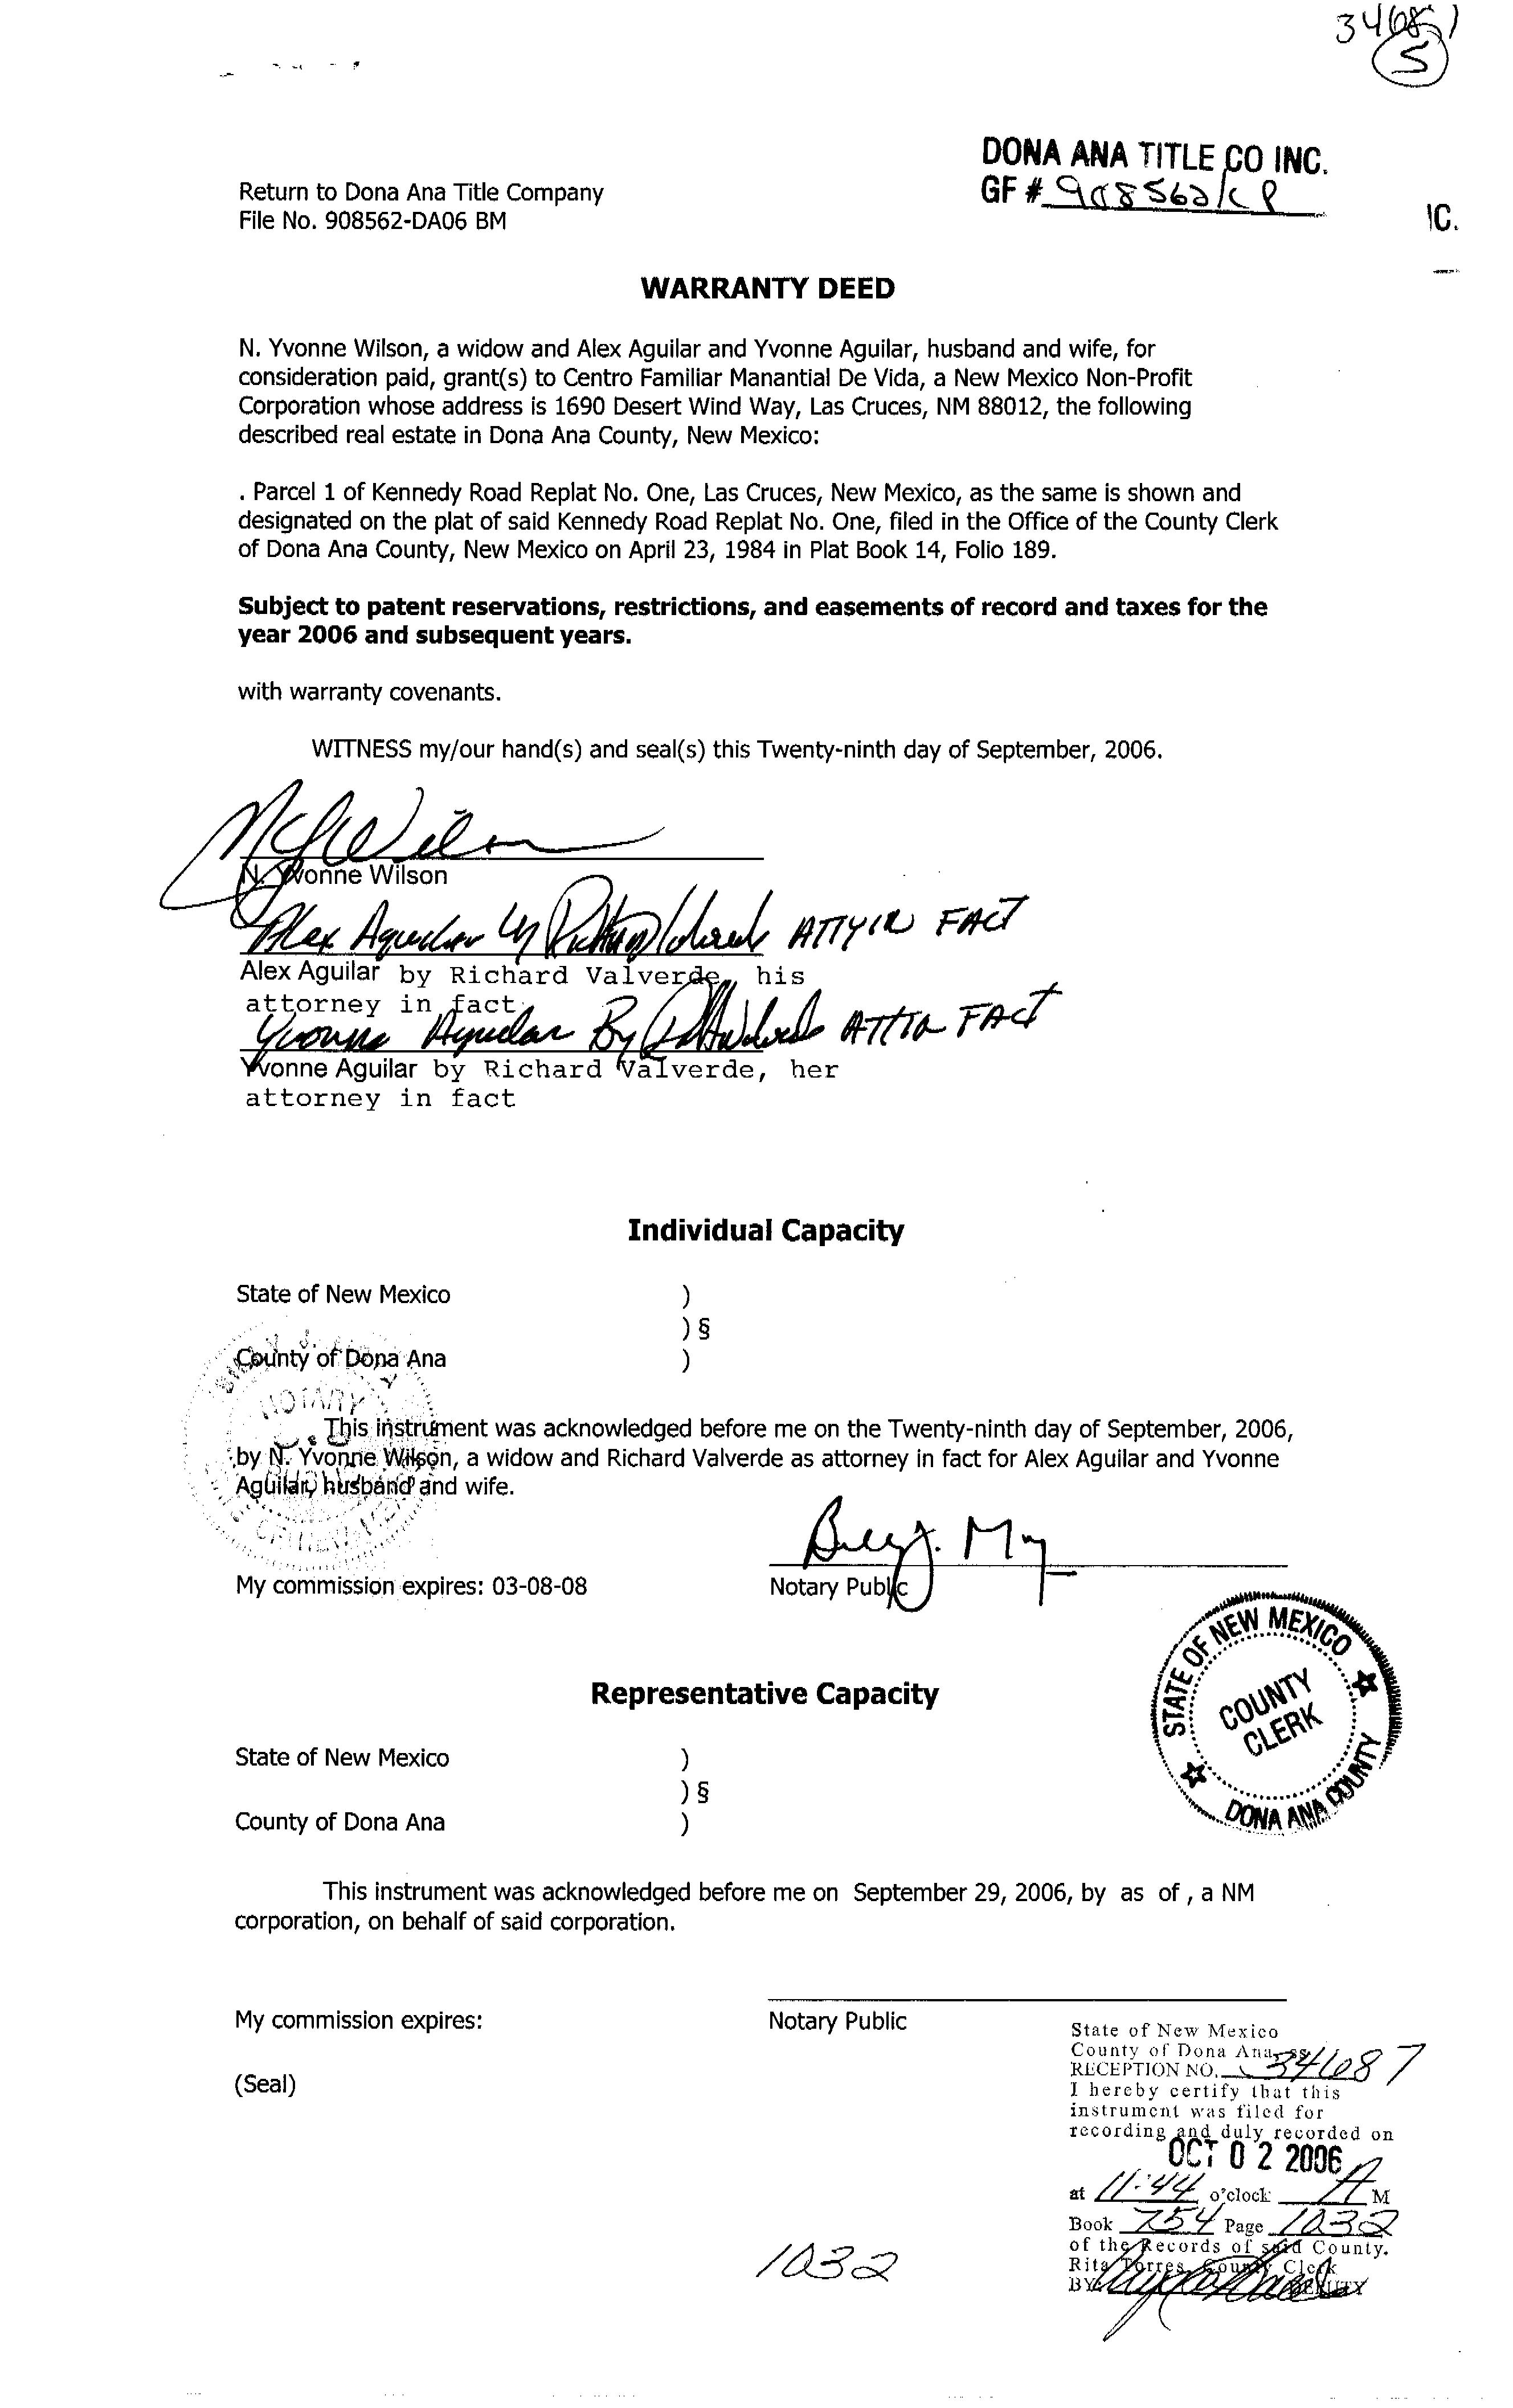 S
DONA ANA TITLE CO INC.
GF #
Return to Dona Ana Title Company
File No. 908562-DA06 BM
IC.
WARRANTY DEED
N. Yvonne Wilson, a widow and Alex Aguilar and Yvonne Aguilar, husband and wife, for
consideration paid, grant(s) to Centro Familiar Manantial De Vida, a New Mexico Non-Profit
Corporation whose address is 1690 Desert Wind Way, Las Cruces, NM 88012, the following
described real estate in Dona Ana County, New Mexico:
. Parcel 1 of Kennedy Road Replat No. One, Las Cruces, New Mexico, as the same is shown and
designated on the plat of said Kennedy Road Replat No. One, filed in the Office of the County Clerk
of Dona Ana County, New Mexico on April 23, 1984 in Plat Book 14, Folio 189.
Subject to patent reservations, restrictions, and easements of record and taxes for the
year 2006 and subsequent years.
with warranty covenants.
WITNESS my/our hand(s) and seal(s) this Twenty-ninth day of September, 2006.
N. Yvonne Wilson
Alex Aguilar by ATTY IN FACT
Alex Aguilar by Richard Valverde, his
attorney in fact
Yvonne Aguilar By FACT
Yvonne Aguilar by Richard Valverde, her
attorney in fact
Individual Capacity
State of New Mexico )
) §
County of Dona Ana )
NOTARY
This instrument was acknowledged before me on the Twenty-ninth day of September, 2006,
by N. Yvonne Wilson, a widow and Richard Valverde as attorney in fact for Alex Aguilar and Yvonne
Aguilar, husband and wife.
My commission expires: 03-08-08
Notary Public
STATE OF NEW MEXICO
COUNTY
CLERK
DONA ANA COUNTY
Representative Capacity
State of New Mexico )
) §
County of Dona Ana )
This instrument was acknowledged before me on September 29, 2006, by as of , a NM
corporation, on behalf of said corporation.
My commission expires:
Notary Public
(Seal)
State of New Mexico
County of Dona Ana, ss
RECEPTION NO. 34687
I hereby certify that this
instrument was filed for
recording and duly recorded on
OCT 02 2006
at 11:44 o'clock A M
Book 754 Page 1032
of the Records of said County.
Rita Torres, County Clerk
BY DEPUTY
1032